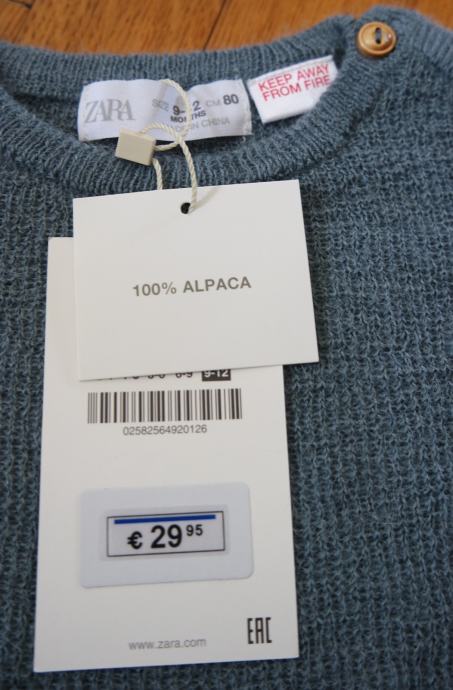 ZARA
SIZE 9-12 CM 80
MONTHS
MADE IN CHINA
KEEP AWAY
FROM FIRE
100% ALPACA
6-9 9-12
02582564920126
€ 29 95
www.zara.com
EAC